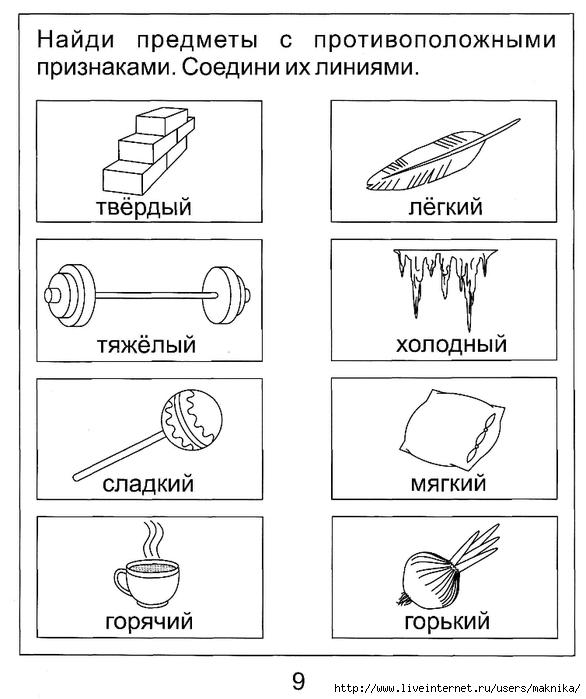 Найди предметы с противоположными
признаками. Соедини их линиями.
твёрдый
лёгкий
тяжёлый
холодный
сладкий
мягкий
горячий
горький
9
http://www.liveinternet.ru/users/maknika/